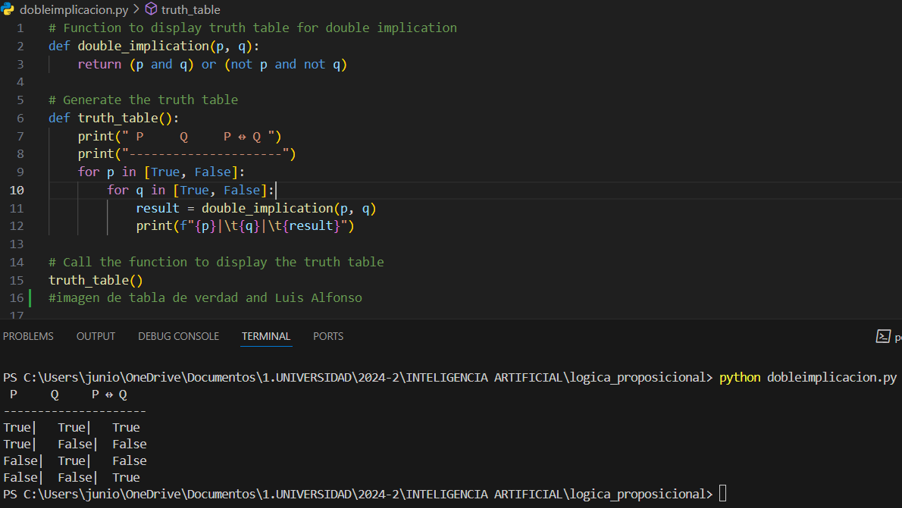 dobleimplicacion.py > truth_table
1 # Function to display truth table for double implication
2 def double_implication(p, q):
3     return (p and q) or (not p and not q)
4
5 # Generate the truth table
6 def truth_table():
7     print(" P     Q     P ↔ Q ")
8     print("---------------------")
9     for p in [True, False]:
10         for q in [True, False]:
11             result = double_implication(p, q)
12             print(f"{p}|\t{q}|\t{result}")
13
14 # Call the function to display the truth table
15 truth_table()
16 #imagen de tabla de verdad and Luis Alfonso
17
PROBLEMS OUTPUT DEBUG CONSOLE TERMINAL PORTS
PS C:\Users\junio\OneDrive\Documentos\1.UNIVERSIDAD\2024-2\INTELIGENCIA ARTIFICIAL\logica_proposicional> python dobleimplicacion.py
 P     Q     P ↔ Q
---------------------
True|   True|   True
True|   False|  False
False|  True|   False
False|  False|  True
PS C:\Users\junio\OneDrive\Documentos\1.UNIVERSIDAD\2024-2\INTELIGENCIA ARTIFICIAL\logica_proposicional>